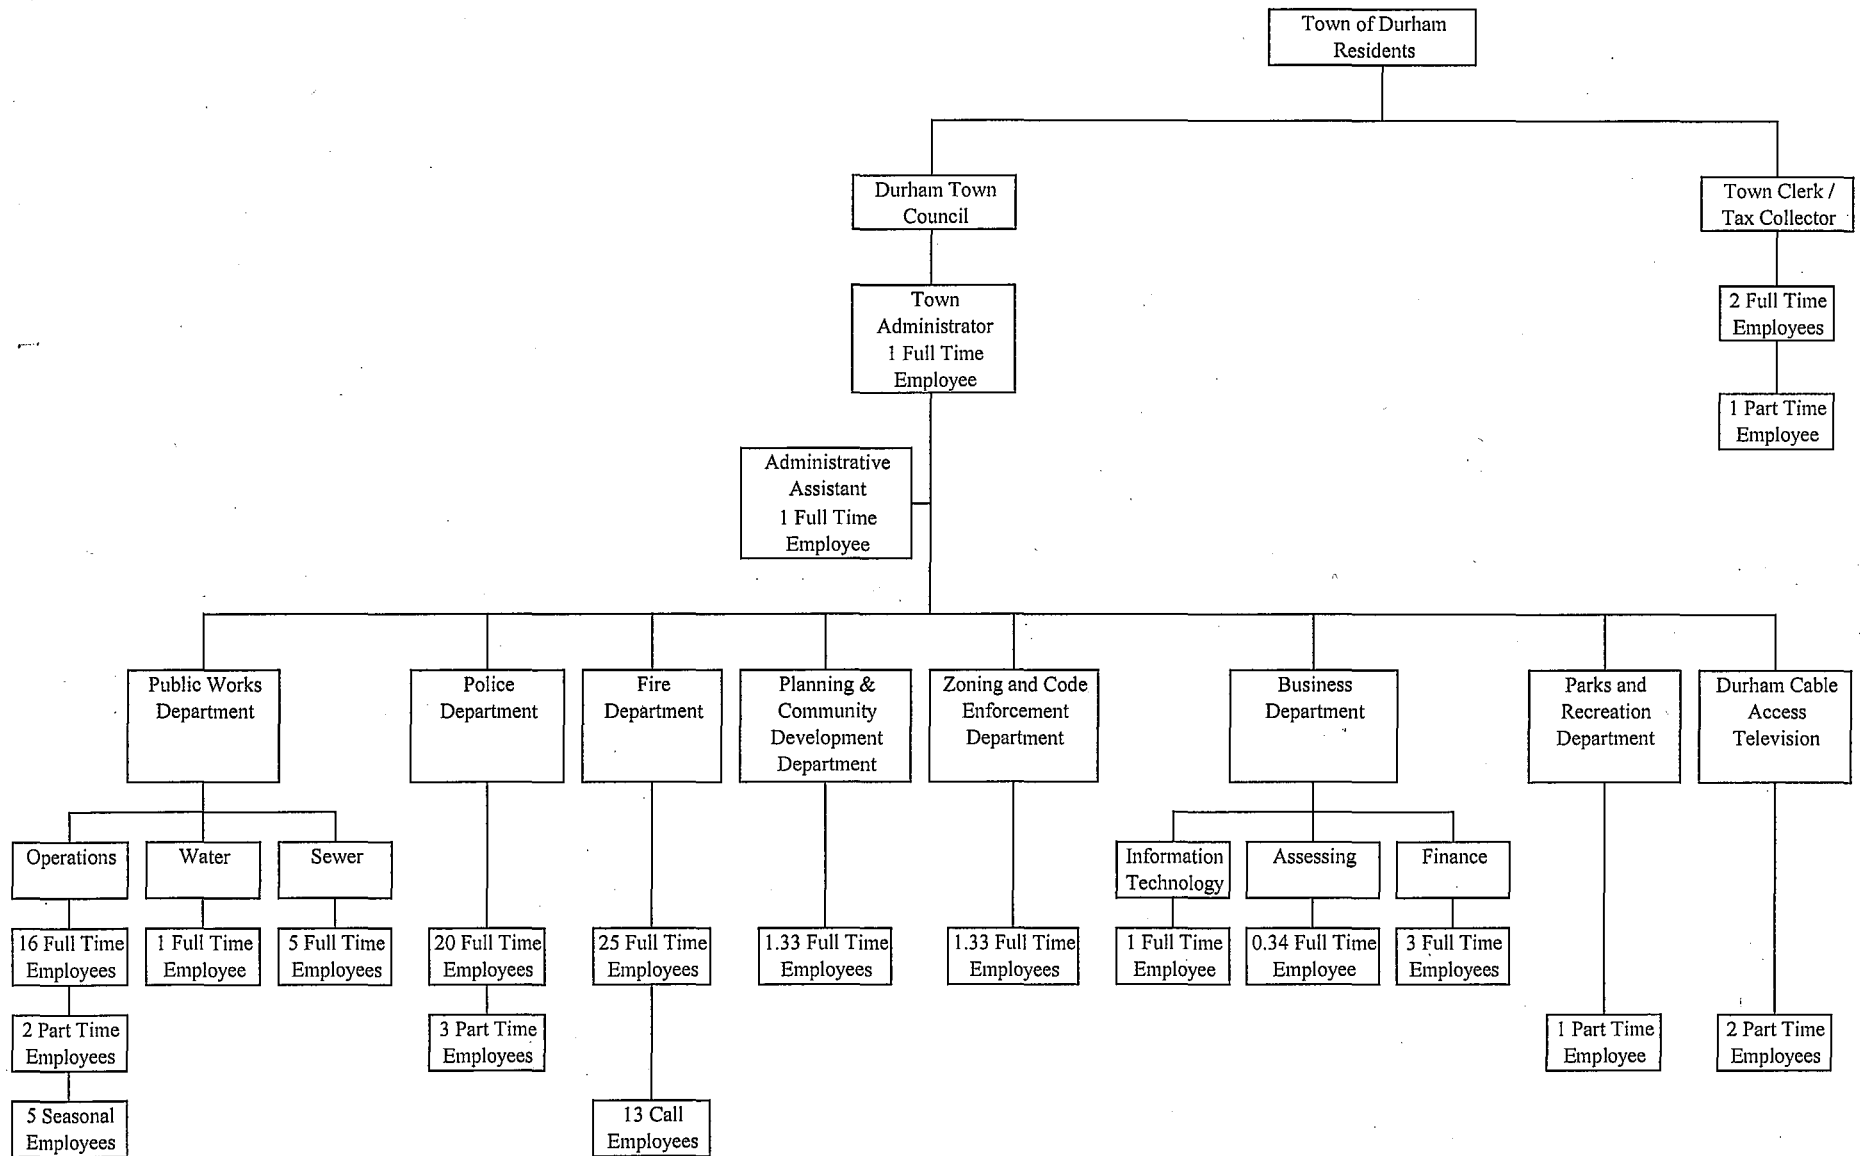 Town of Durham
Residents
Durham Town
Council
Town Clerk /
Tax Collector
Town
Administrator
1 Full Time
Employee
2 Full Time
Employees
1 Part Time
Employee
Administrative
Assistant
1 Full Time
Employee
Public Works
Department
Police
Department
Fire
Department
Planning &
Community
Development
Department
Zoning and Code
Enforcement
Department
Business
Department
Parks and
Recreation
Department
Durham Cable
Access
Television
Operations
Water
Sewer
Information
Technology
Assessing
Finance
16 Full Time
Employees
1 Full Time
Employee
5 Full Time
Employees
20 Full Time
Employees
25 Full Time
Employees
1.33 Full Time
Employees
1.33 Full Time
Employees
1 Full Time
Employee
0.34 Full Time
Employee
3 Full Time
Employees
2 Part Time
Employees
3 Part Time
Employees
1 Part Time
Employee
2 Part Time
Employees
5 Seasonal
Employees
13 Call
Employees